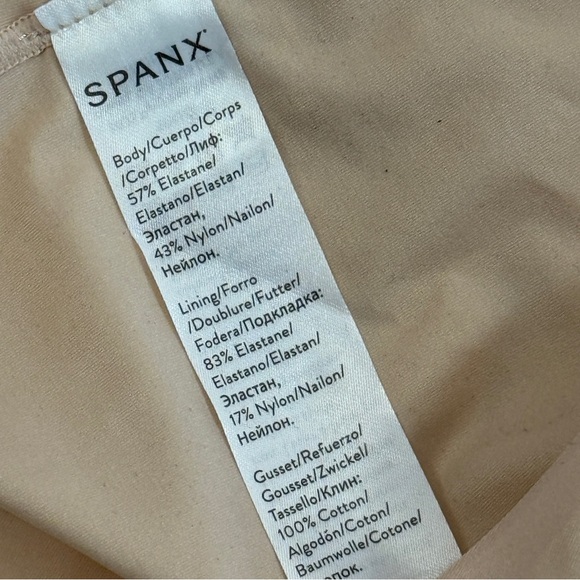 SPANX
Body/Cuerpo/Corps
/Corpetto/Лиф:
57% Elastane/
Elastano/Elastan/
Эластан,
43% Nylon/Nailon/
Нейлон.
Lining/Forro
/Doublure/Futter/
Fodera/Подкладка:
83% Elastane/
Elastano/Elastan/
Эластан,
17% Nylon/Nailon/
Нейлон.
Gusset/Refuerzo/
Gousset/Zwickel/
Tassello/Клин:
100% Cotton/
Algodón/Coton/
Baumwolle/Cotone/